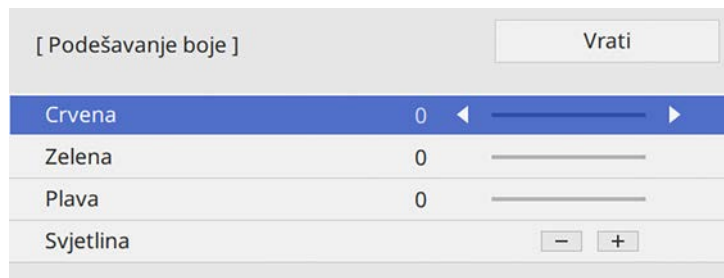 [ Podešavanje boje ] Vrati
Crvena 0
Zelena 0
Plava 0
Svjetlina − +